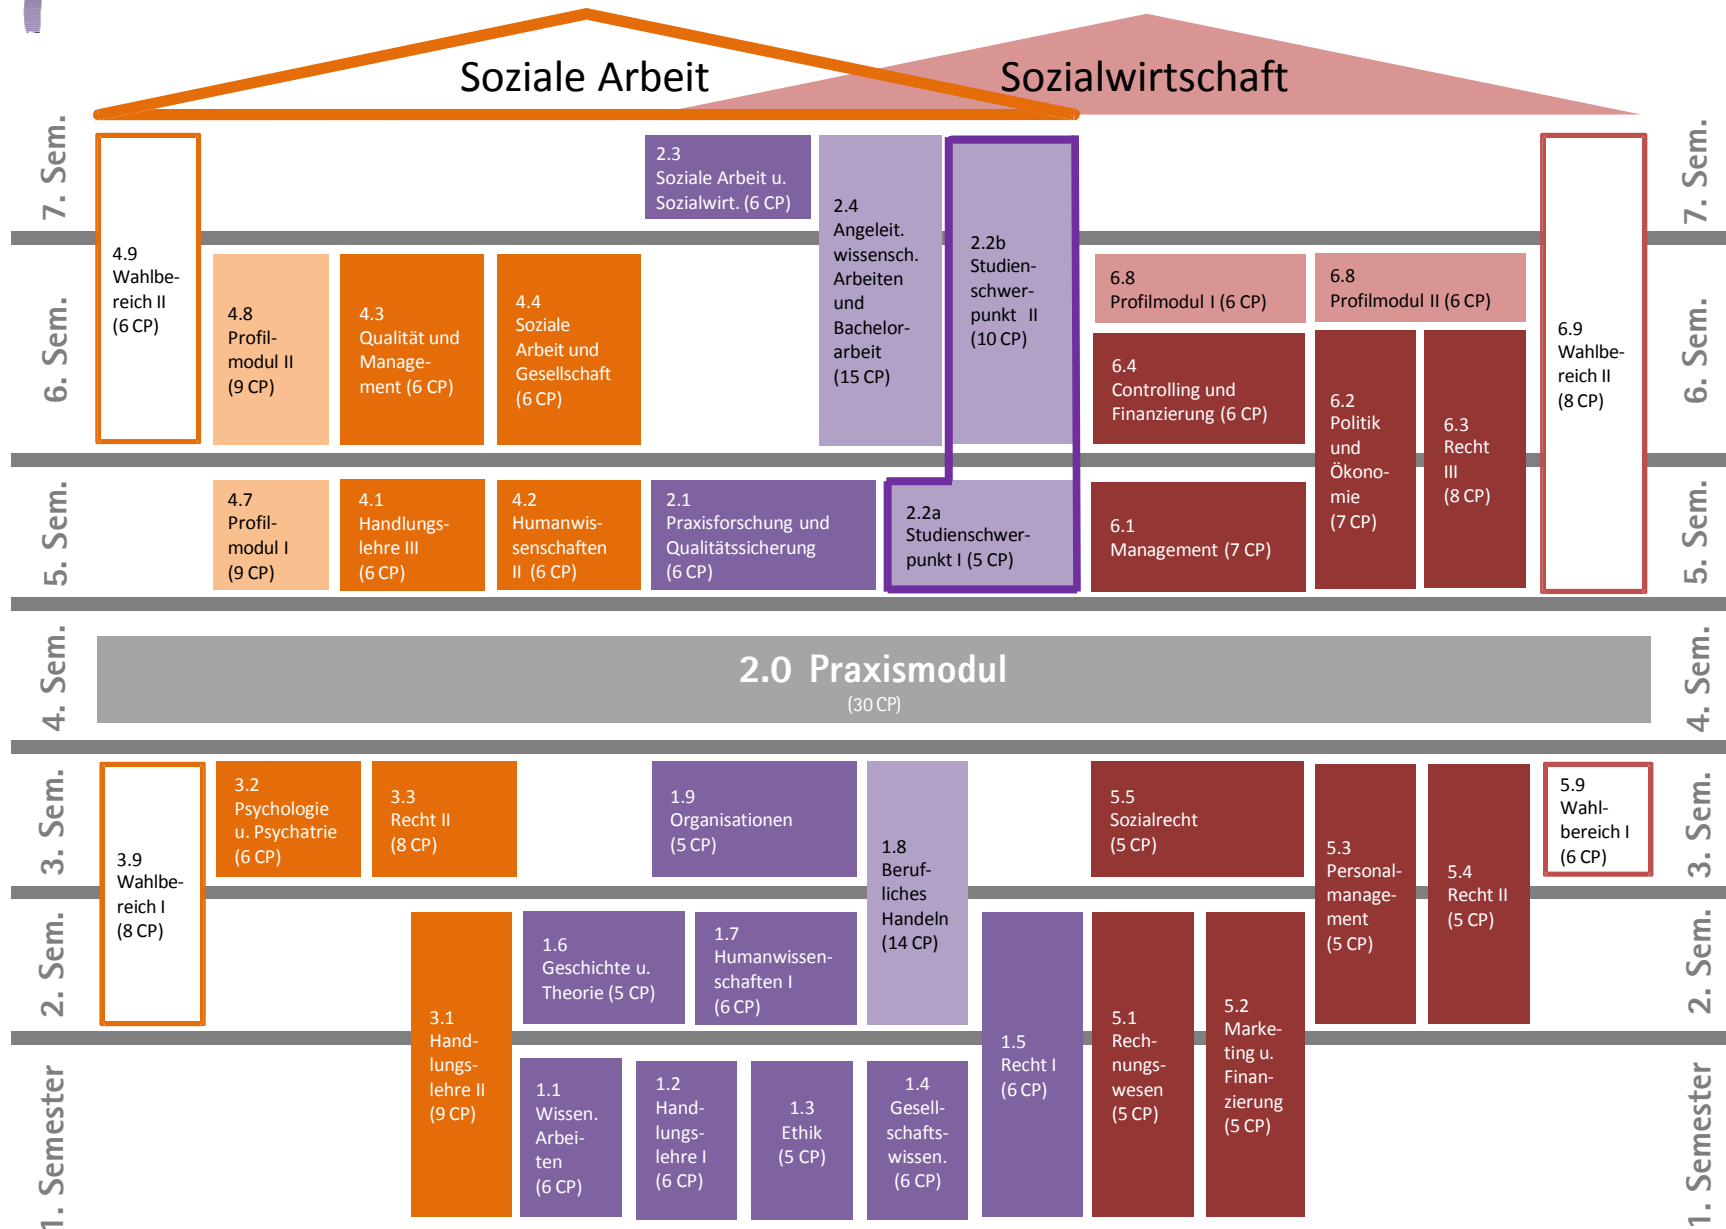 Soziale Arbeit
Sozialwirtschaft
7. Sem.
7. Sem.
2.3
Soziale Arbeit u.
Sozialwirt. (6 CP)
2.4
Angeleit.
wissensch.
Arbeiten
und
Bachelor-
arbeit
(15 CP)
2.2b
Studien-
schwer-
punkt II
(10 CP)
4.9
Wahlbe-
reich II
(6 CP)
6. Sem.
6. Sem.
4.8
Profil-
modul II
(9 CP)
4.3
Qualität und
Manage-
ment (6 CP)
4.4
Soziale
Arbeit und
Gesellschaft
(6 CP)
6.8
Profilmodul I (6 CP)
6.8
Profilmodul II (6 CP)
6.4
Controlling und
Finanzierung (6 CP)
6.2
Politik
und
Ökono-
mie
(7 CP)
6.3
Recht
III
(8 CP)
6.9
Wahlbe-
reich II
(8 CP)
5. Sem.
5. Sem.
4.7
Profil-
modul I
(9 CP)
4.1
Handlungs-
lehre III
(6 CP)
4.2
Humanwis-
senschaften
II (6 CP)
2.1
Praxisforschung und
Qualitätssicherung
(6 CP)
2.2a
Studienschwer-
punkt I (5 CP)
6.1
Management (7 CP)
4. Sem.
4. Sem.
2.0 Praxismodul
(30 CP)
3. Sem.
3. Sem.
3.9
Wahlbe-
reich I
(8 CP)
3.2
Psychologie
u. Psychatrie
(6 CP)
3.3
Recht II
(8 CP)
1.9
Organisationen
(5 CP)
1.8
Beruf-
liches
Handeln
(14 CP)
5.5
Sozialrecht
(5 CP)
5.3
Personal-
manage-
ment
(5 CP)
5.4
Recht II
(5 CP)
5.9
Wahl-
bereich I
(6 CP)
2. Sem.
2. Sem.
3.1
Hand-
lungs-
lehre II
(9 CP)
1.6
Geschichte u.
Theorie (5 CP)
1.7
Humanwissen-
schaften I
(6 CP)
1.5
Recht I
(6 CP)
5.1
Rech-
nungs-
wesen
(5 CP)
5.2
Marke-
ting u.
Finan-
zierung
(5 CP)
1. Semester
1. Semester
1.1
Wissen.
Arbei-
ten
(6 CP)
1.2
Hand-
lungs-
lehre I
(6 CP)
1.3
Ethik
(5 CP)
1.4
Gesell-
schafts-
wissen.
(6 CP)